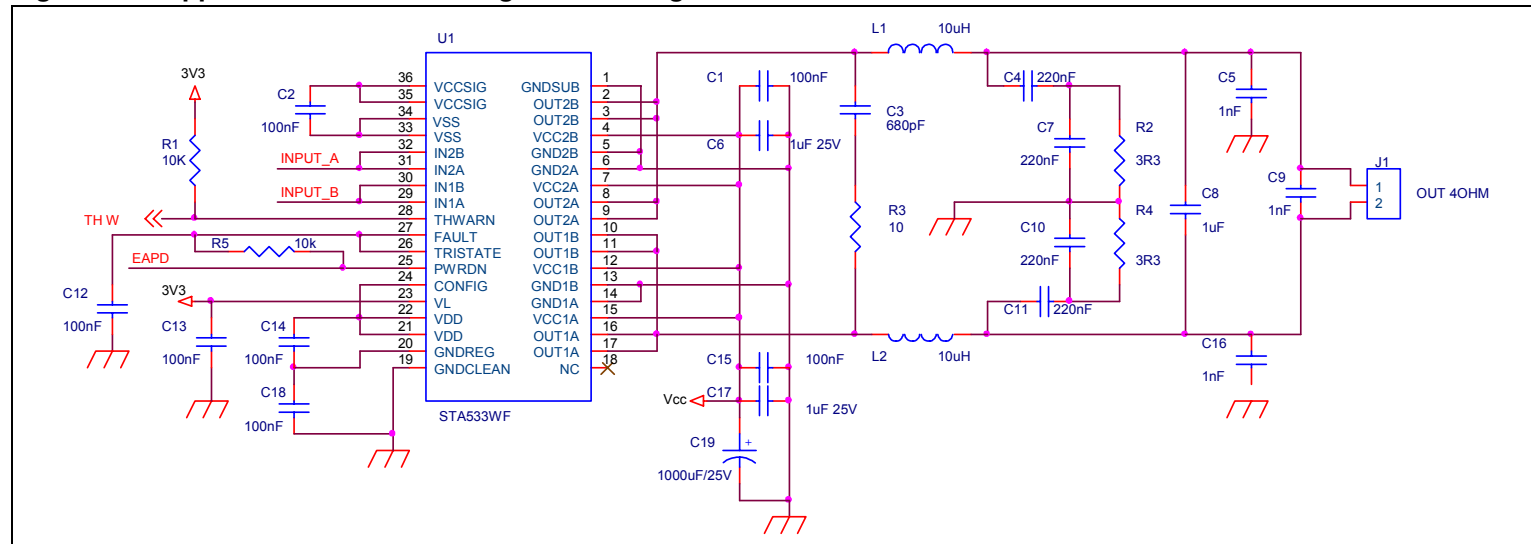 U1
L1 10uH
3V3
C2
100nF
R1
10K
INPUT_A
INPUT_B
TH W
R5 10k
EAPD
C12
100nF
3V3
C13
100nF
C14
100nF
C18
100nF
36 VCCSIG
35 VCCSIG
34 VSS
33 VSS
32 IN2B
31 IN2A
30 IN1B
29 IN1A
28 THWARN
27 FAULT
26 TRISTATE
25 PWRDN
24 CONFIG
23 VL
22 VDD
21 VDD
20 GNDREG
19 GNDCLEAN
GNDSUB 1
OUT2B 2
OUT2B 3
VCC2B 4
GND2B 5
GND2A 6
VCC2A 7
OUT2A 8
OUT2A 9
OUT1B 10
OUT1B 11
VCC1B 12
GND1B 13
GND1A 14
VCC1A 15
OUT1A 16
OUT1A 17
NC 18
STA533WF
C1 100nF
C6 1uF 25V
C15 100nF
C17 1uF 25V
Vcc
C19 +
1000uF/25V
C3
680pF
R3
10
L2 10uH
C4 220nF
C7
220nF
R2
3R3
C10
220nF
R4
3R3
C11 220nF
C8
1uF
C5
1nF
C9
1nF
C16
1nF
J1
1
2
OUT 4OHM